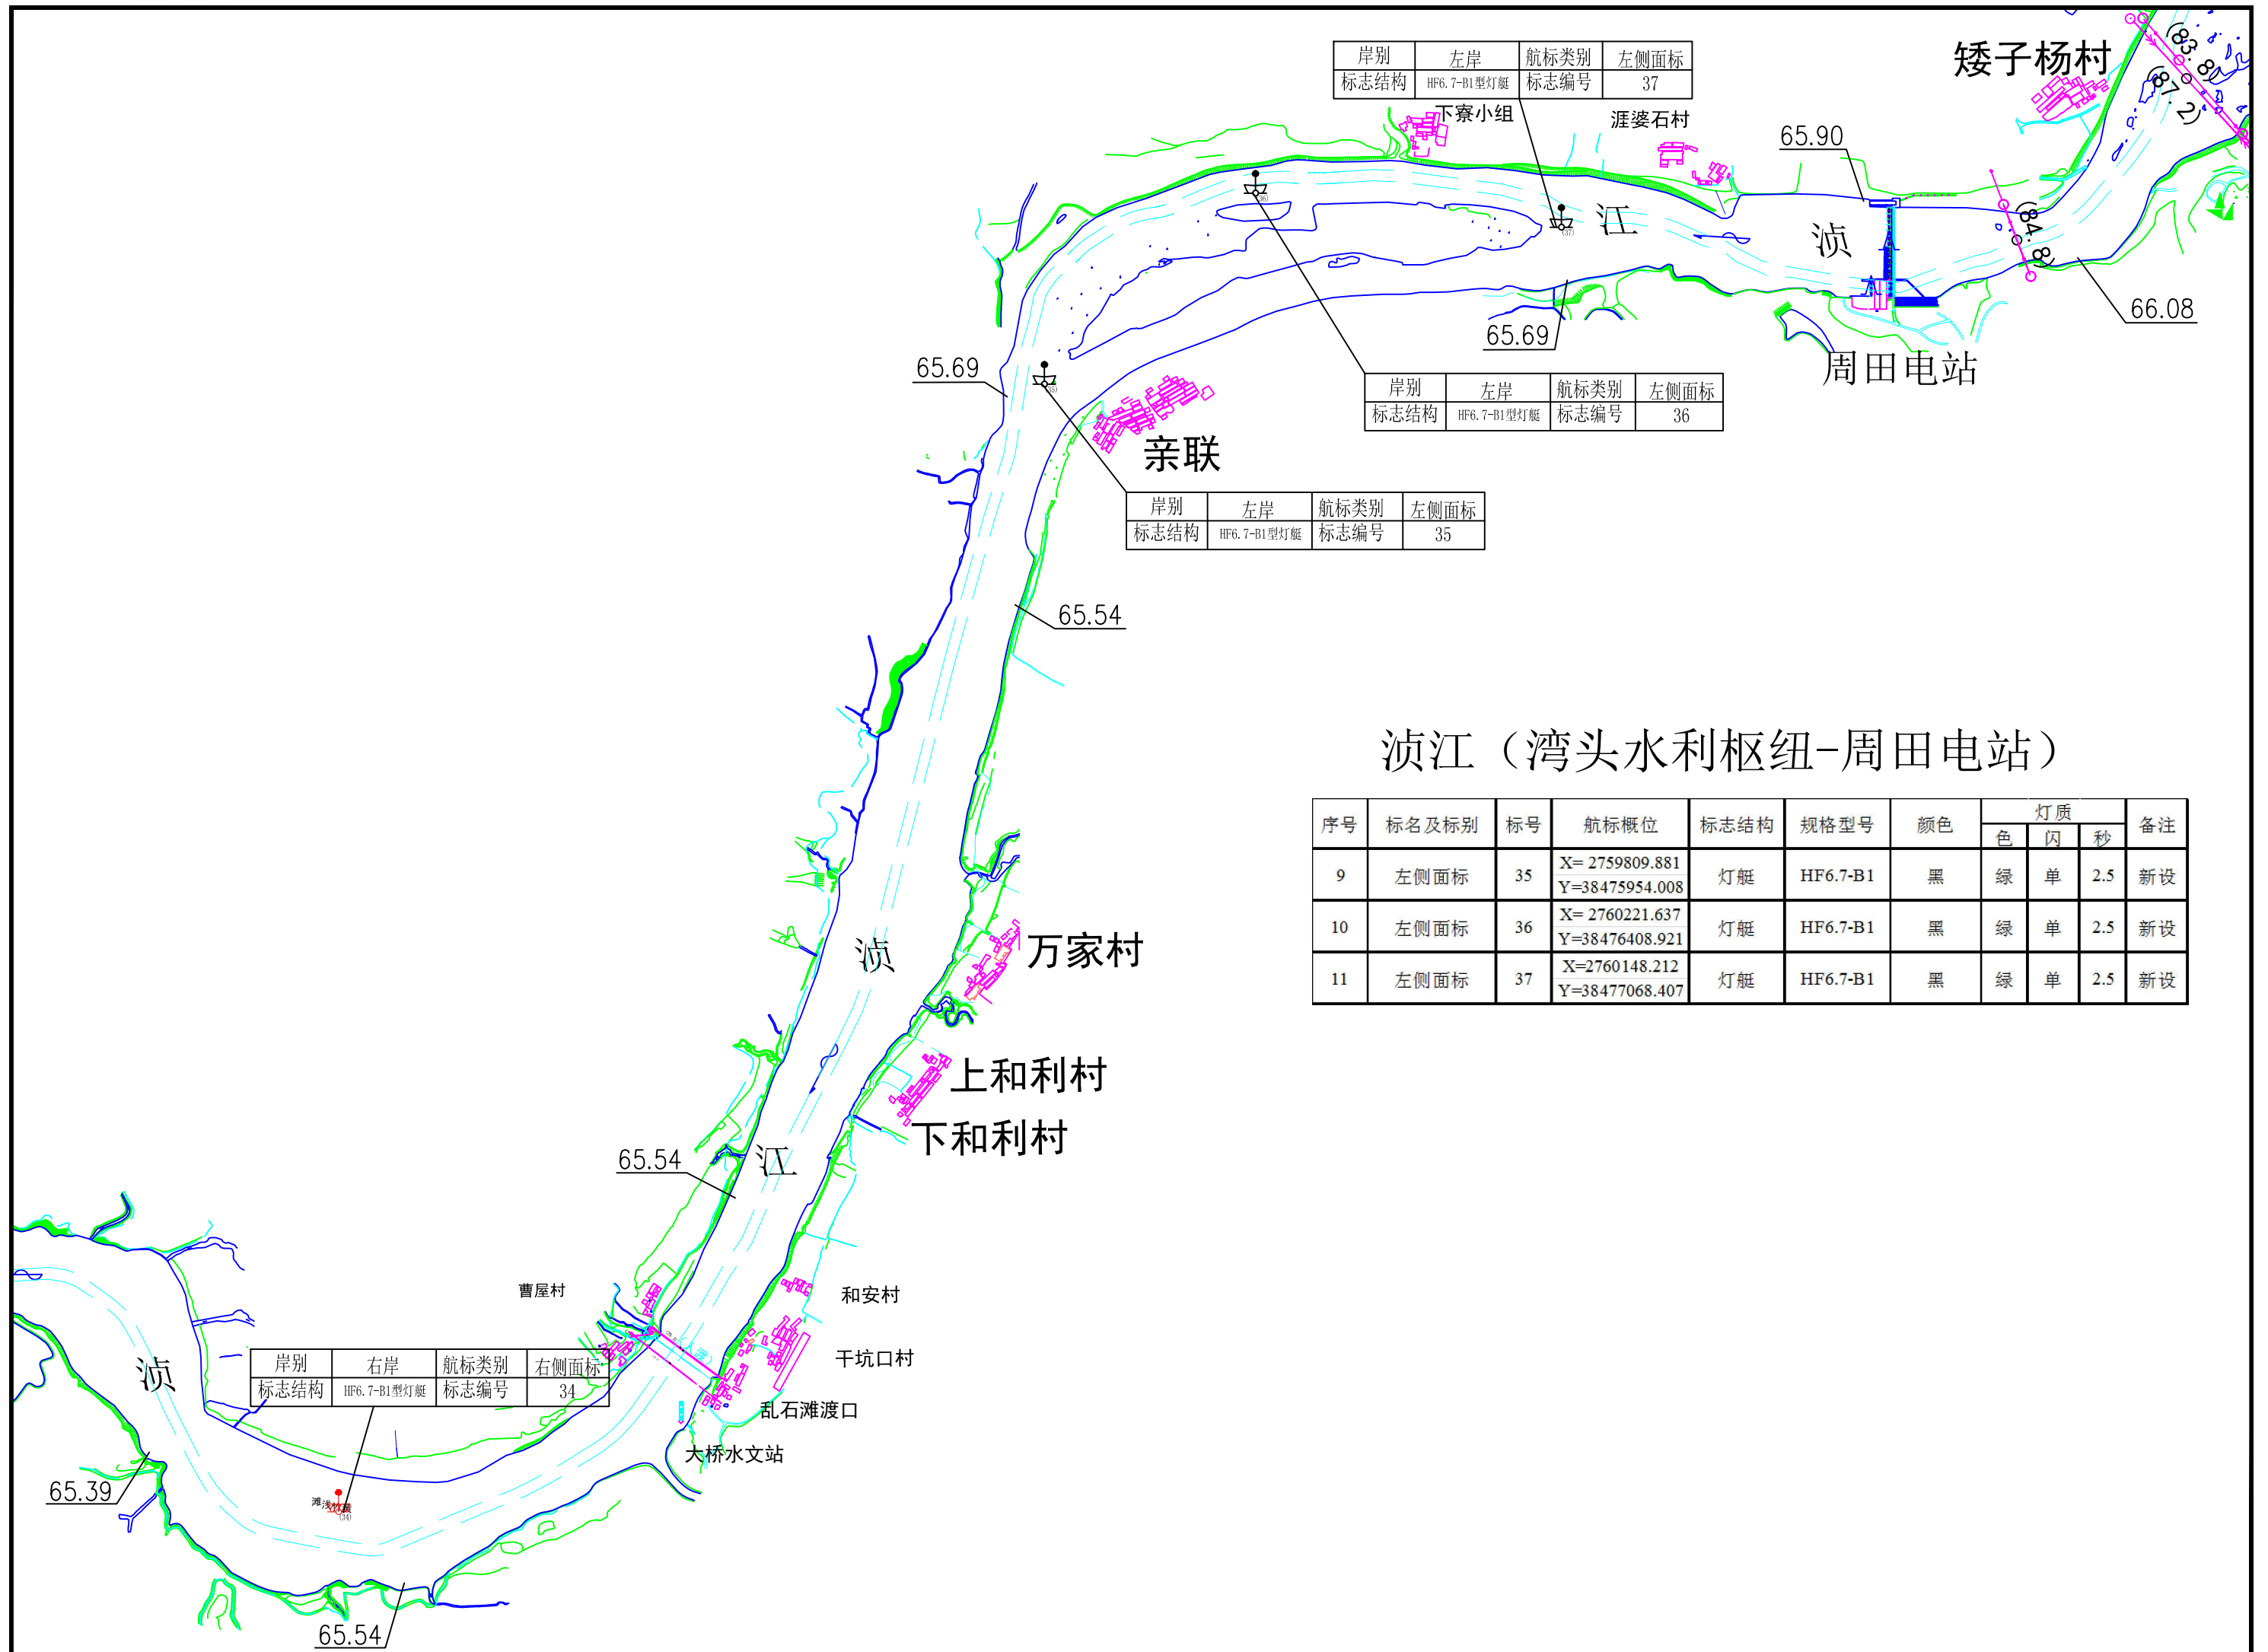 岸别 左岸 航标类别 左侧面标
标志结构 HF6.7-B1型灯艇 标志编号 37
矮子杨村
(83.8)
(87.2)
下寮小组
涯婆石村
65.90
(36)
(37)
江
浈
(84.8)
66.08
65.69
周田电站
65.69
(35)
岸别 左岸 航标类别 左侧面标
标志结构 HF6.7-B1型灯艇 标志编号 36
亲联
岸别 左岸 航标类别 左侧面标
标志结构 HF6.7-B1型灯艇 标志编号 35
65.54
浈江（湾头水利枢纽-周田电站）
序号 标名及标别 标号 航标概位 标志结构 规格型号 颜色 灯质 备注
色 闪 秒
9 左侧面标 35 X= 2759809.881 Y=38475954.008 灯艇 HF6.7-B1 黑 绿 单 2.5 新设
10 左侧面标 36 X= 2760221.637 Y=38476408.921 灯艇 HF6.7-B1 黑 绿 单 2.5 新设
11 左侧面标 37 X=2760148.212 Y=38477068.407 灯艇 HF6.7-B1 黑 绿 单 2.5 新设
浈
万家村
上和利村
下和利村
65.54
江
曹屋村
和安村
干坑口村
浈
岸别 右岸 航标类别 右侧面标
标志结构 HF6.7-B1型灯艇 标志编号 34
乱石滩渡口
大桥水文站
65.39
(34)
65.54